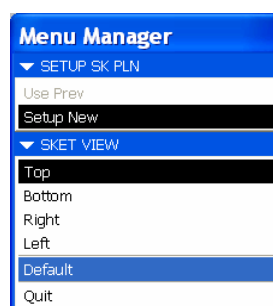 Menu Manager
SETUP SK PLN
Use Prev
Setup New
SKET VIEW
Top
Bottom
Right
Left
Default
Quit